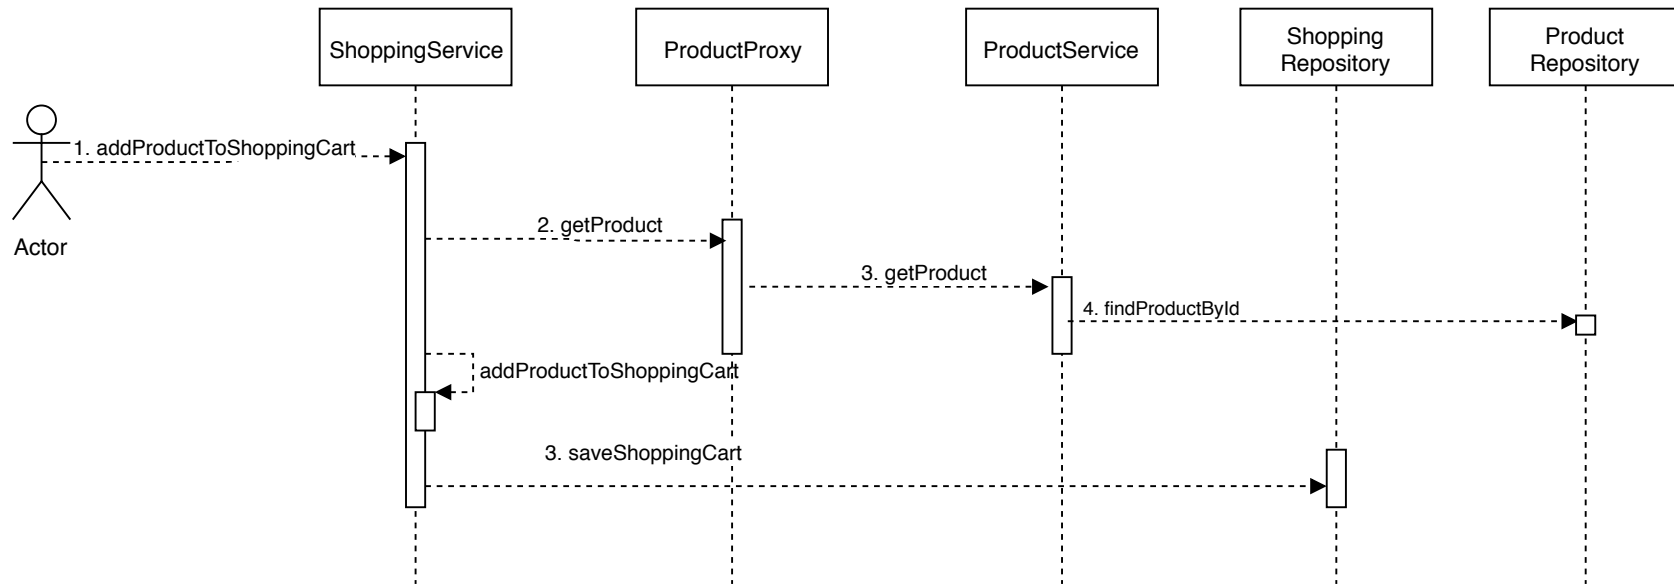 ShoppingService
ProductProxy
ProductService
Shopping
Repository
Product
Repository
1. addProductToShoppingCart
Actor
2. getProduct
3. getProduct
4. findProductById
addProductToShoppingCart
3. saveShoppingCart